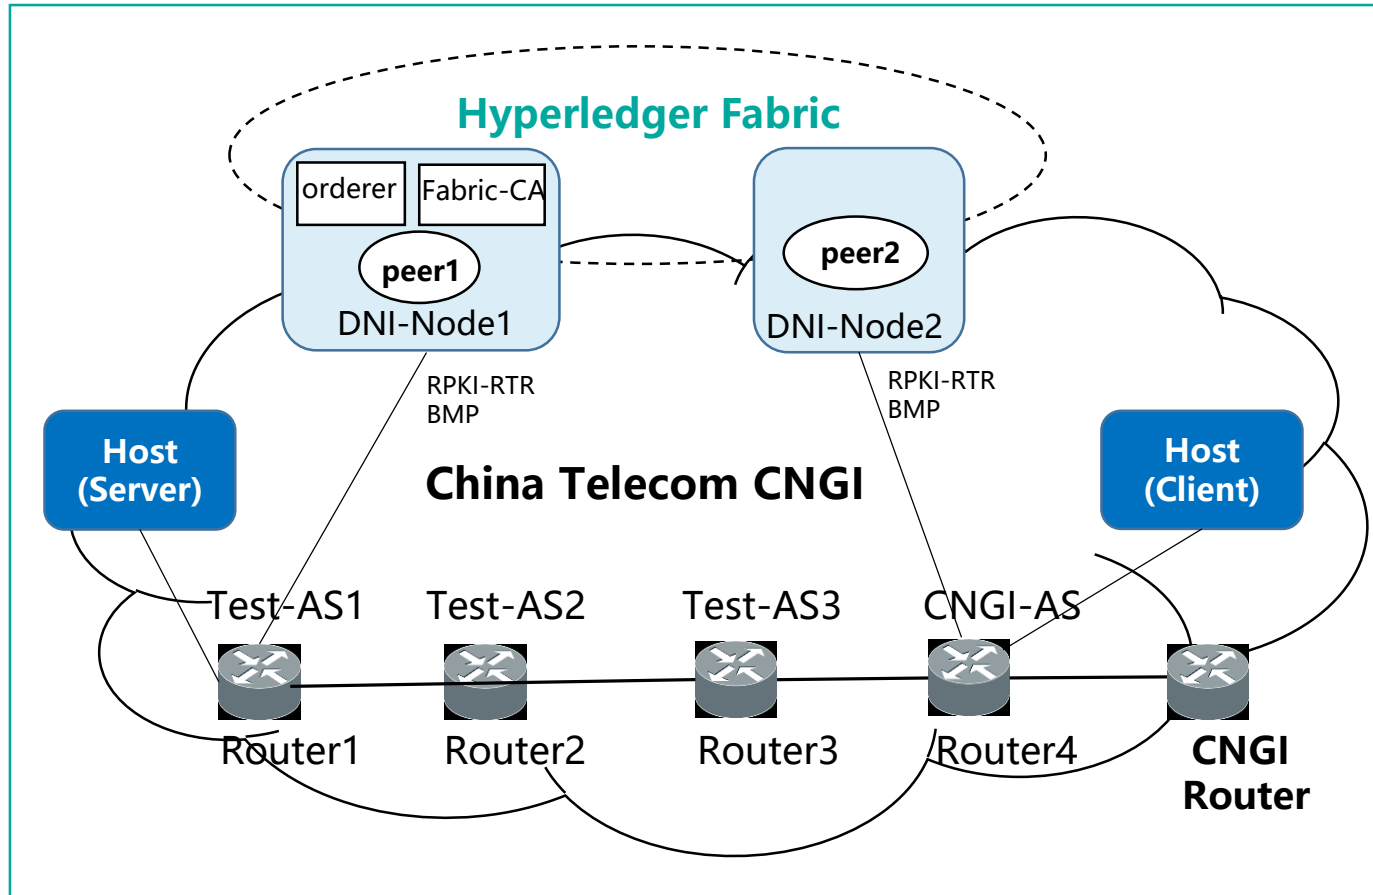 Hyperledger Fabric
orderer
Fabric-CA
peer1
DNI-Node1
peer2
DNI-Node2
RPKI-RTR
BMP
RPKI-RTR
BMP
Host
(Server)
China Telecom CNGI
Host
(Client)
Test-AS1
Test-AS2
Test-AS3
CNGI-AS
Router1
Router2
Router3
Router4
CNGI
Router